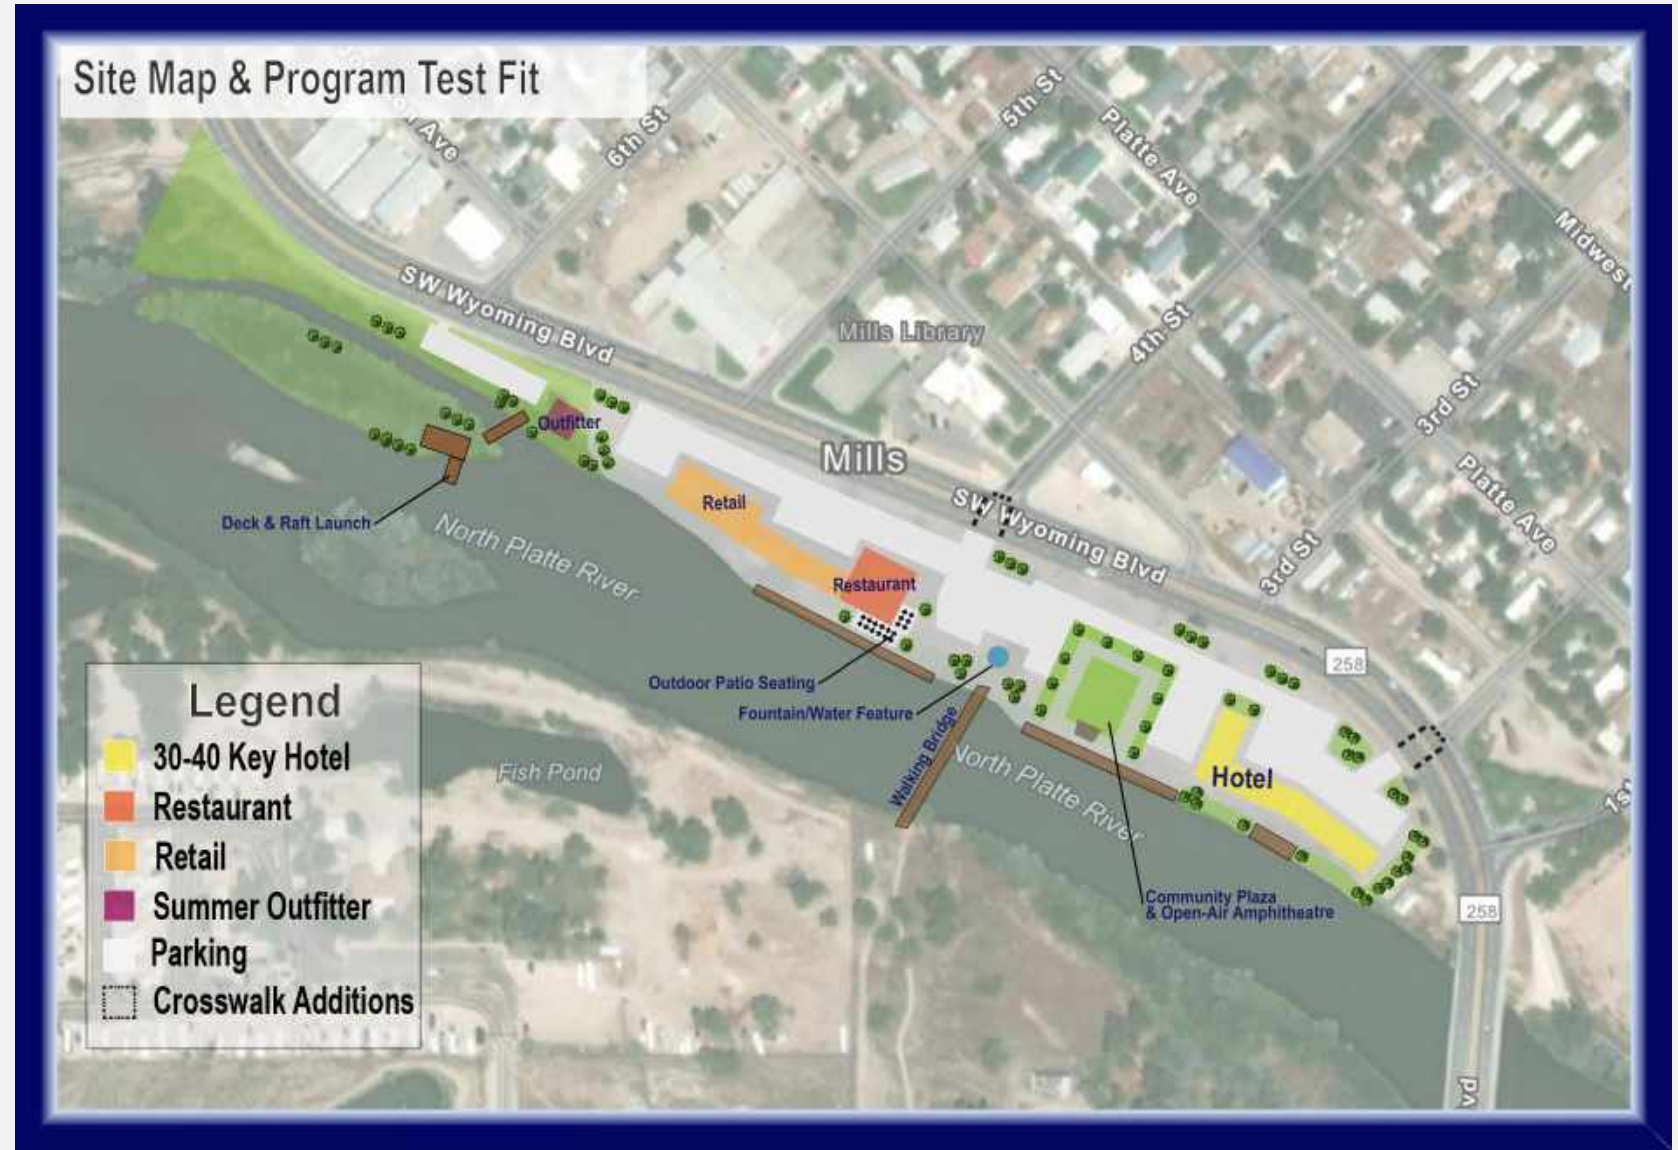 Site Map & Program Test Fit
Ave
6th St
5th St
Platte Ave
Midwest
SW Wyoming Blvd
Mills Library
4th St
3rd St
Outfitter
Mills
Platte Ave
Retail
SW Wyoming Blvd
Deck & Raft Launch
North Platte River
3rd St
Restaurant
258
Outdoor Patio Seating
Fountain/Water Feature
Walking Bridge
North Platte River
Fish Pond
Hotel
1st
Community Plaza
& Open-Air Amphitheatre
258
vd
Legend
30-40 Key Hotel
Restaurant
Retail
Summer Outfitter
Parking
Crosswalk Additions